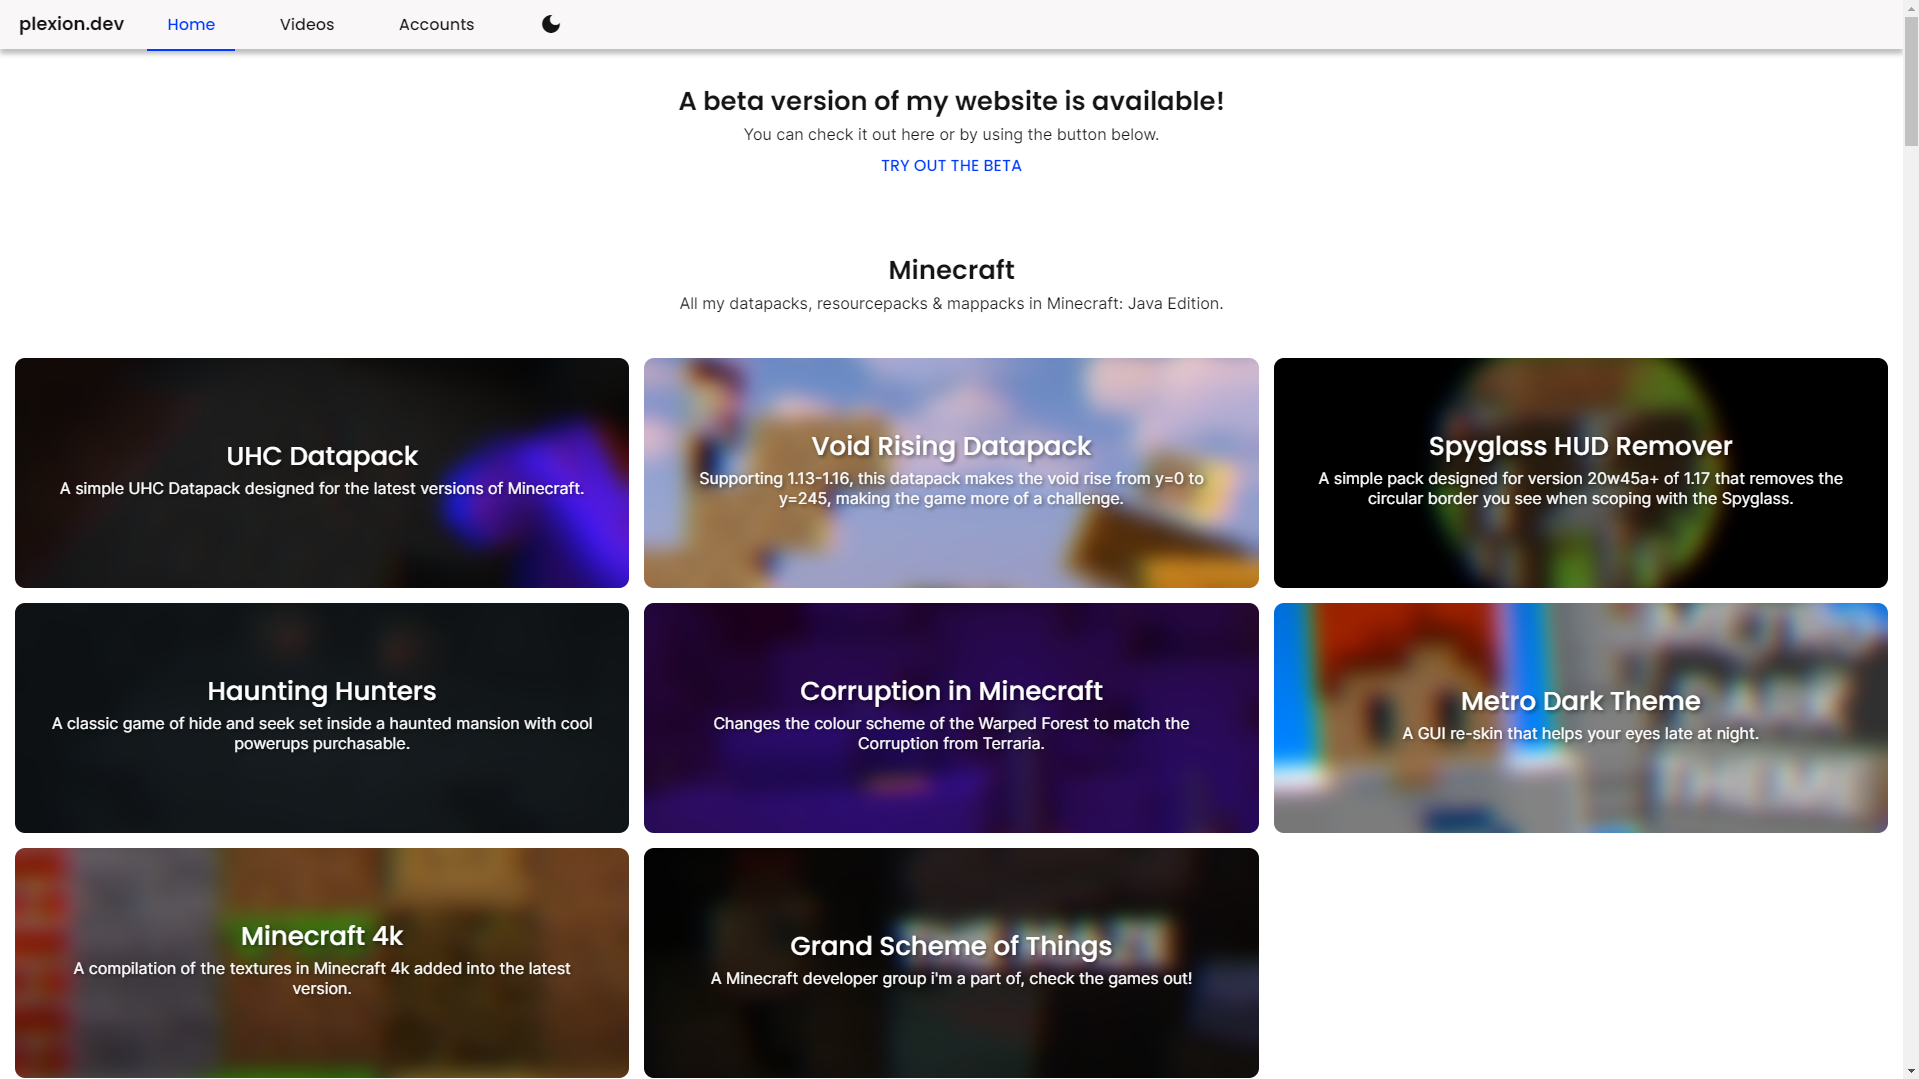 plexion.dev
Home
Videos
Accounts
A beta version of my website is available!
You can check it out here or by using the button below.
TRY OUT THE BETA
Minecraft
All my datapacks, resourcepacks & mappacks in Minecraft: Java Edition.
UHC Datapack
A simple UHC Datapack designed for the latest versions of Minecraft.
Void Rising Datapack
Supporting 1.13-1.16, this datapack makes the void rise from y=0 to
y=245, making the game more of a challenge.
Spyglass HUD Remover
A simple pack designed for version 20w45a+ of 1.17 that removes the
circular border you see when scoping with the Spyglass.
Haunting Hunters
A classic game of hide and seek set inside a haunted mansion with cool
powerups purchasable.
Corruption in Minecraft
Changes the colour scheme of the Warped Forest to match the
Corruption from Terraria.
Metro Dark Theme
A GUI re-skin that helps your eyes late at night.
DARK
THEME
Minecraft 4k
A compilation of the textures in Minecraft 4k added into the latest
version.
Grand Scheme of Things
A Minecraft developer group i'm a part of, check the games out!